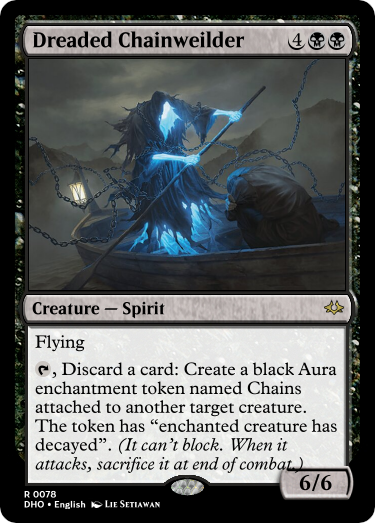 Dreaded Chainweilder 4
Creature — Spirit
Flying
, Discard a card: Create a black Aura
enchantment token named Chains
attached to another target creature.
The token has “enchanted creature has
decayed”. (It can’t block. When it
attacks, sacrifice it at end of combat.)
6/6
R 0078
DHO • English Lie Setiawan